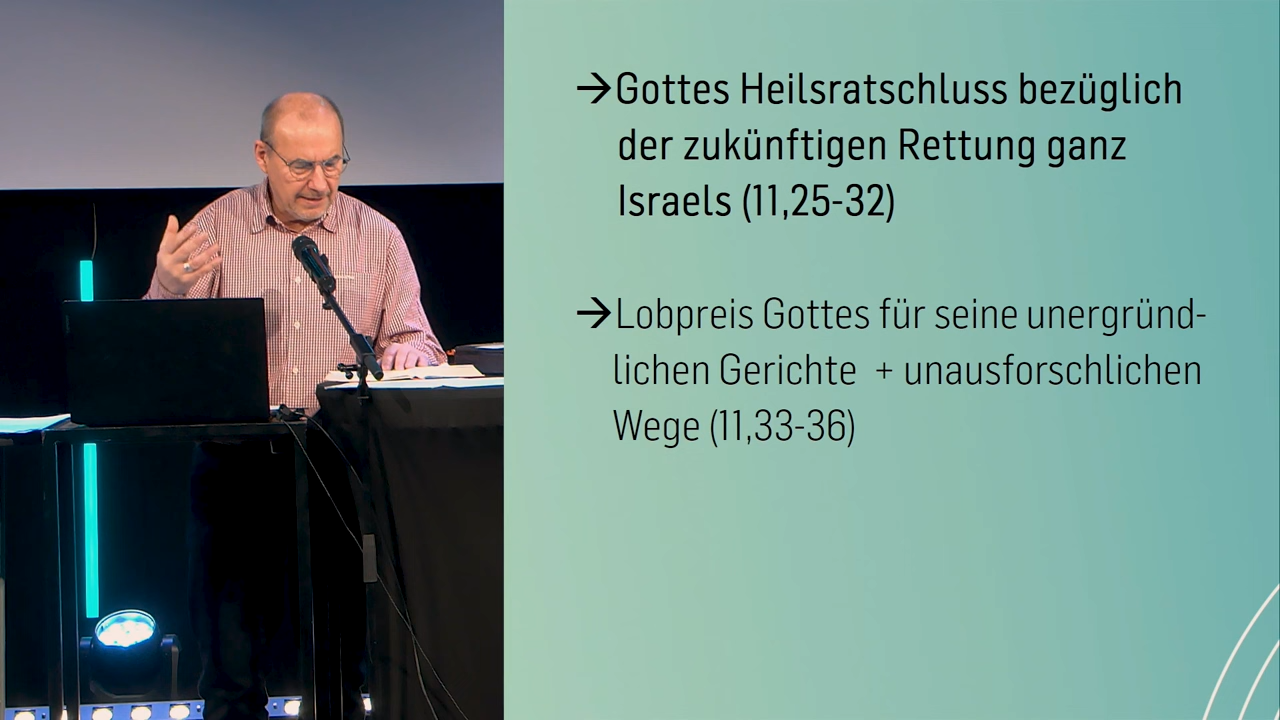 →Gottes Heilsratschluss bezüglich
der zukünftigen Rettung ganz
Israels (11,25-32)
→Lobpreis Gottes für seine unergründ-
lichen Gerichte + unausforschlichen
Wege (11,33-36)